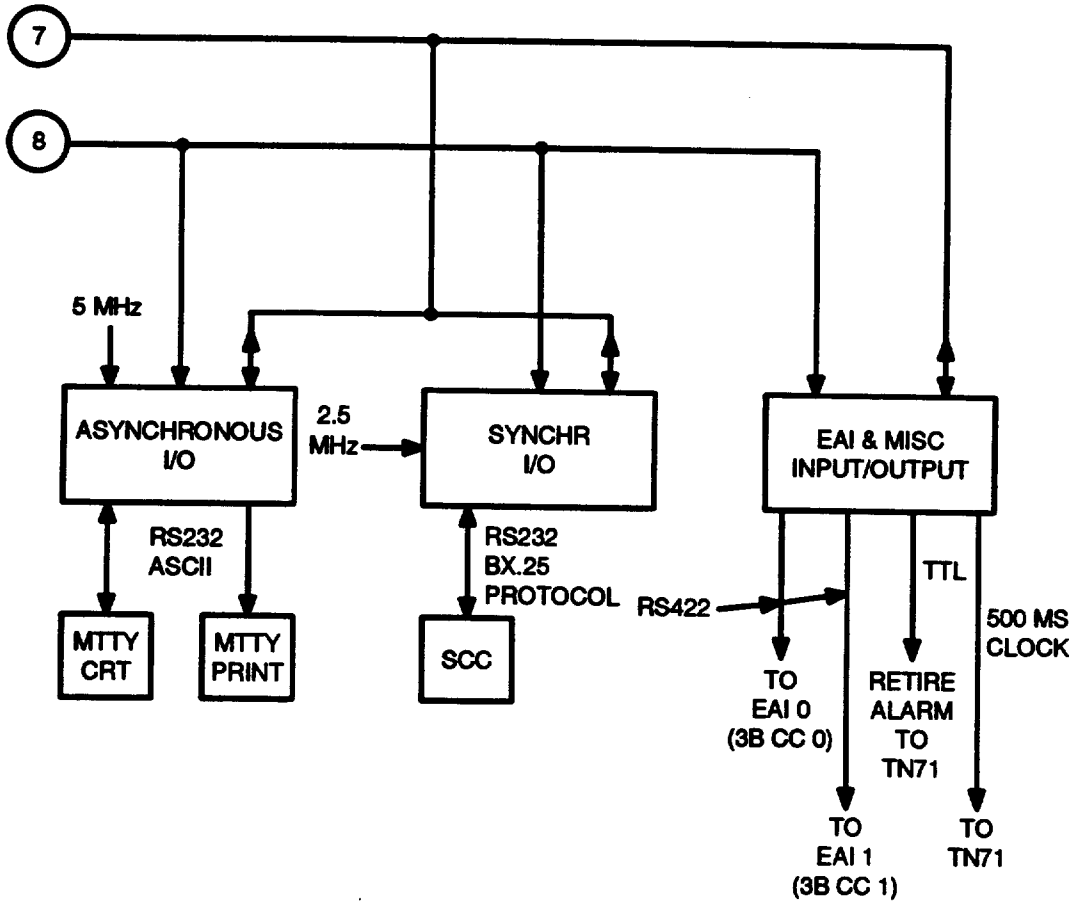 7
8
5 MHz
ASYNCHRONOUS
I/O
2.5
MHz
SYNCHR
I/O
EAI & MISC
INPUT/OUTPUT
RS232
ASCII
RS232
BX.25
PROTOCOL
RS422
TTL
500 MS
CLOCK
MTTY
CRT
MTTY
PRINT
SCC
TO
EAI 0
(3B CC 0)
RETIRE
ALARM
TO
TN71
TO
EAI 1
(3B CC 1)
TO
TN71